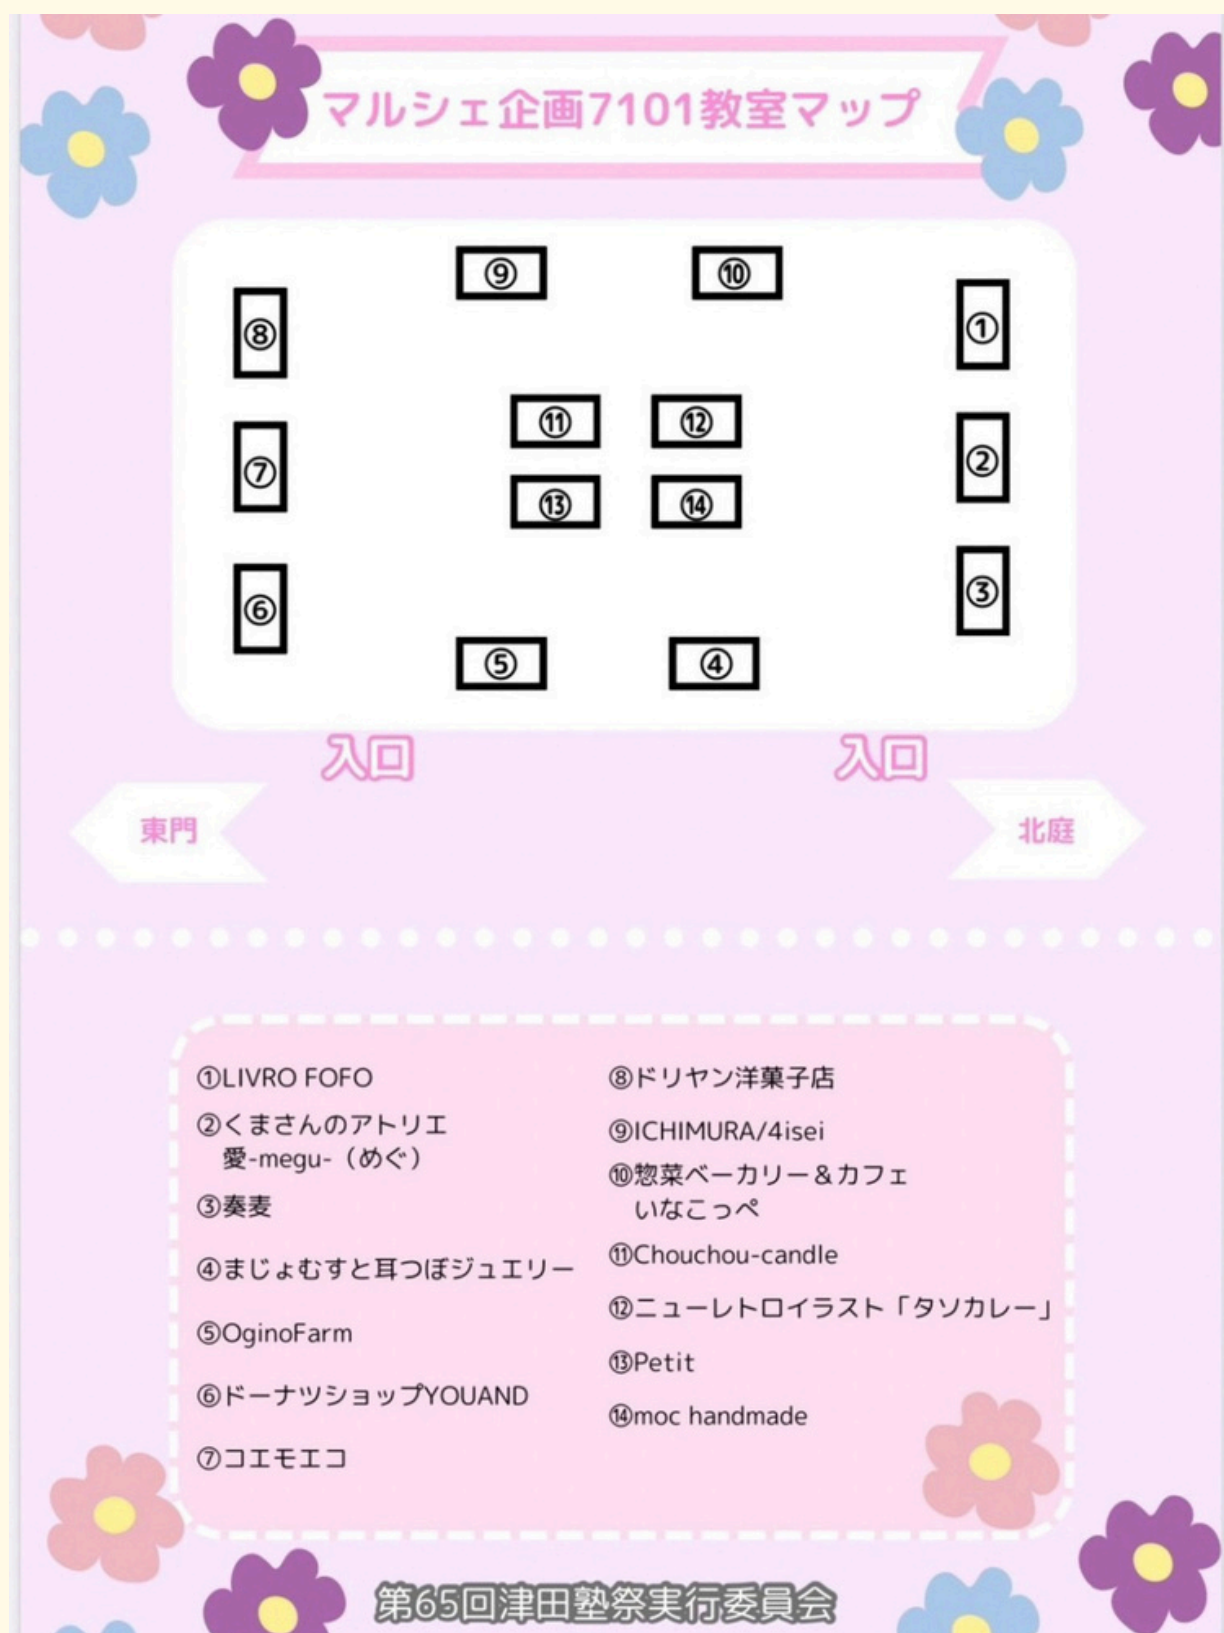 マルシェ企画7101教室マップ
⑨ ⑩
⑧ ①
⑪ ⑫
⑦ ②
⑬ ⑭
⑥ ③
⑤ ④
入口 入口
東門 北庭
①LIVRO FOFO
②くまさんのアトリエ
愛-megu-（めぐ）
③奏麦
④まじょむすと耳つぼジュエリー
⑤OginoFarm
⑥ドーナツショップYOUAND
⑦コエモエコ
⑧ドリヤン洋菓子店
⑨ICHIMURA/4isei
⑩惣菜ベーカリー＆カフェ
いなこっぺ
⑪Chouchou-candle
⑫ニューレトロイラスト「タソカレー」
⑬Petit
⑭moc handmade
第65回津田塾祭実行委員会